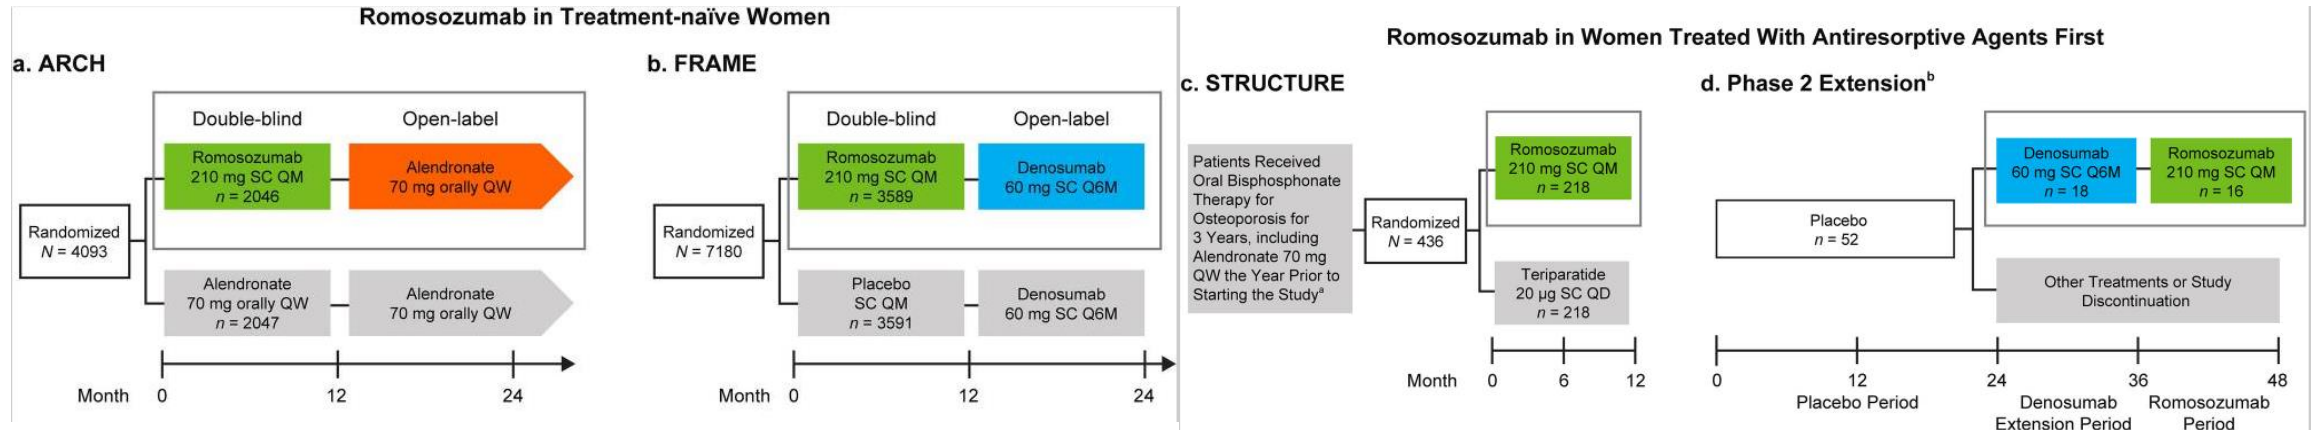 Romosozumab in Treatment-naïve Women
a. ARCH
Double-blind
Open-label
Romosozumab
210 mg SC QM
n = 2046
Alendronate
70 mg orally QW
Randomized
N = 4093
Alendronate
70 mg orally QW
n = 2047
Alendronate
70 mg orally QW
Month
0
12
24
b. FRAME
Double-blind
Open-label
Romosozumab
210 mg SC QM
n = 3589
Denosumab
60 mg SC Q6M
Randomized
N = 7180
Placebo
SC QM
n = 3591
Denosumab
60 mg SC Q6M
Month
0
12
24
Romosozumab in Women Treated With Antiresorptive Agents First
c. STRUCTURE
Patients Received
Oral Bisphosphonate
Therapy for
Osteoporosis for
3 Years, including
Alendronate 70 mg
QW the Year Prior to
Starting the Studyᵃ
Randomized
N = 436
Romosozumab
210 mg SC QM
n = 218
Teriparatide
20 µg SC QD
n = 218
Month
0
6
12
d. Phase 2 Extensionᵇ
Placebo
n = 52
Denosumab
60 mg SC Q6M
n = 18
Romosozumab
210 mg SC QM
n = 16
Other Treatments or Study
Discontinuation
0
12
24
36
48
Placebo Period
Denosumab
Extension Period
Romosozumab
Period